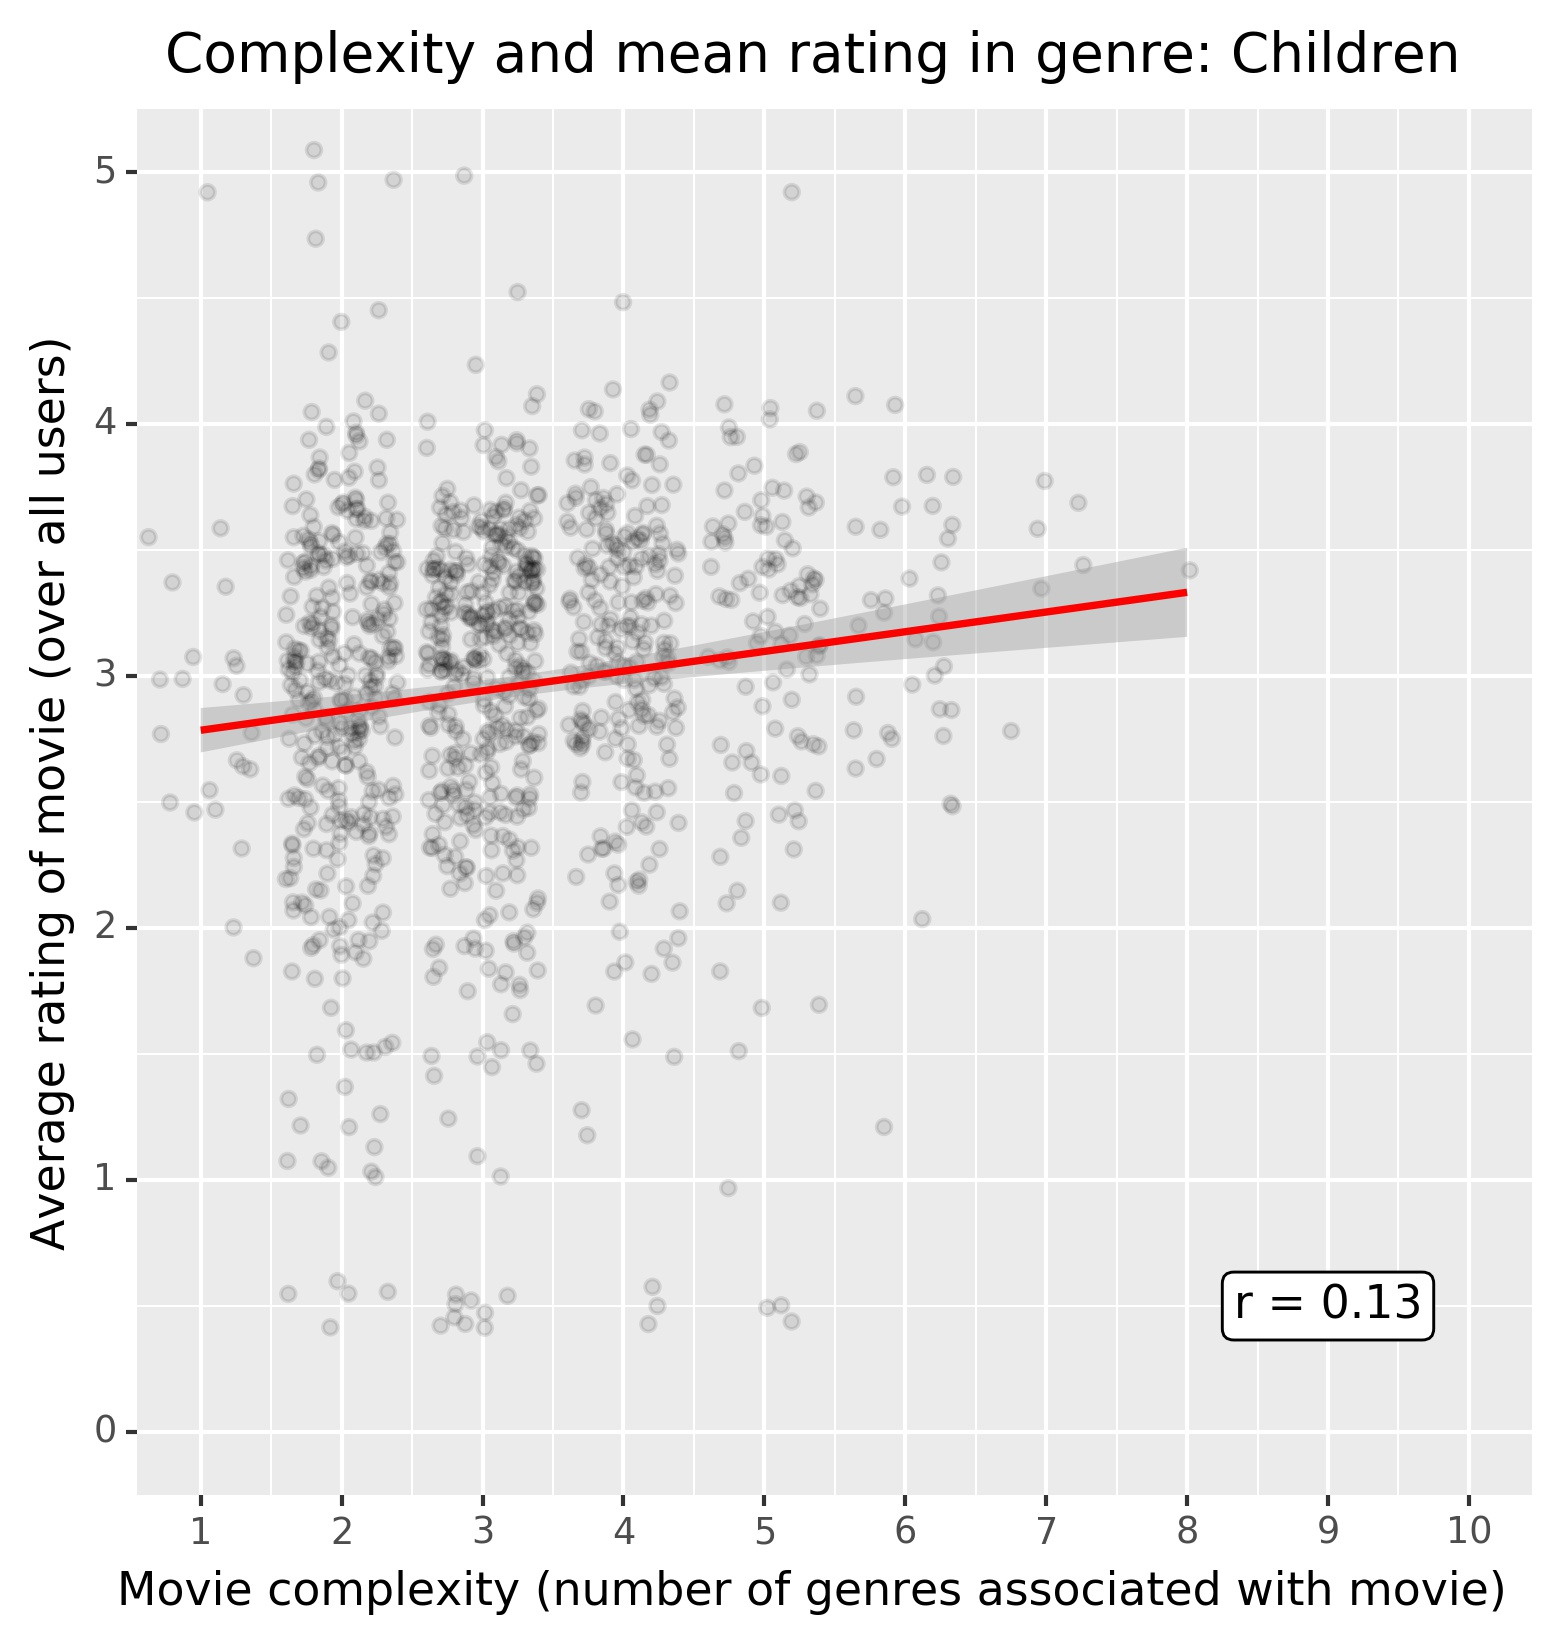 Complexity and mean rating in genre: Children
Average rating of movie (over all users)
5
4
3
2
1
0
r = 0.13
1 2 3 4 5 6 7 8 9 10
Movie complexity (number of genres associated with movie)